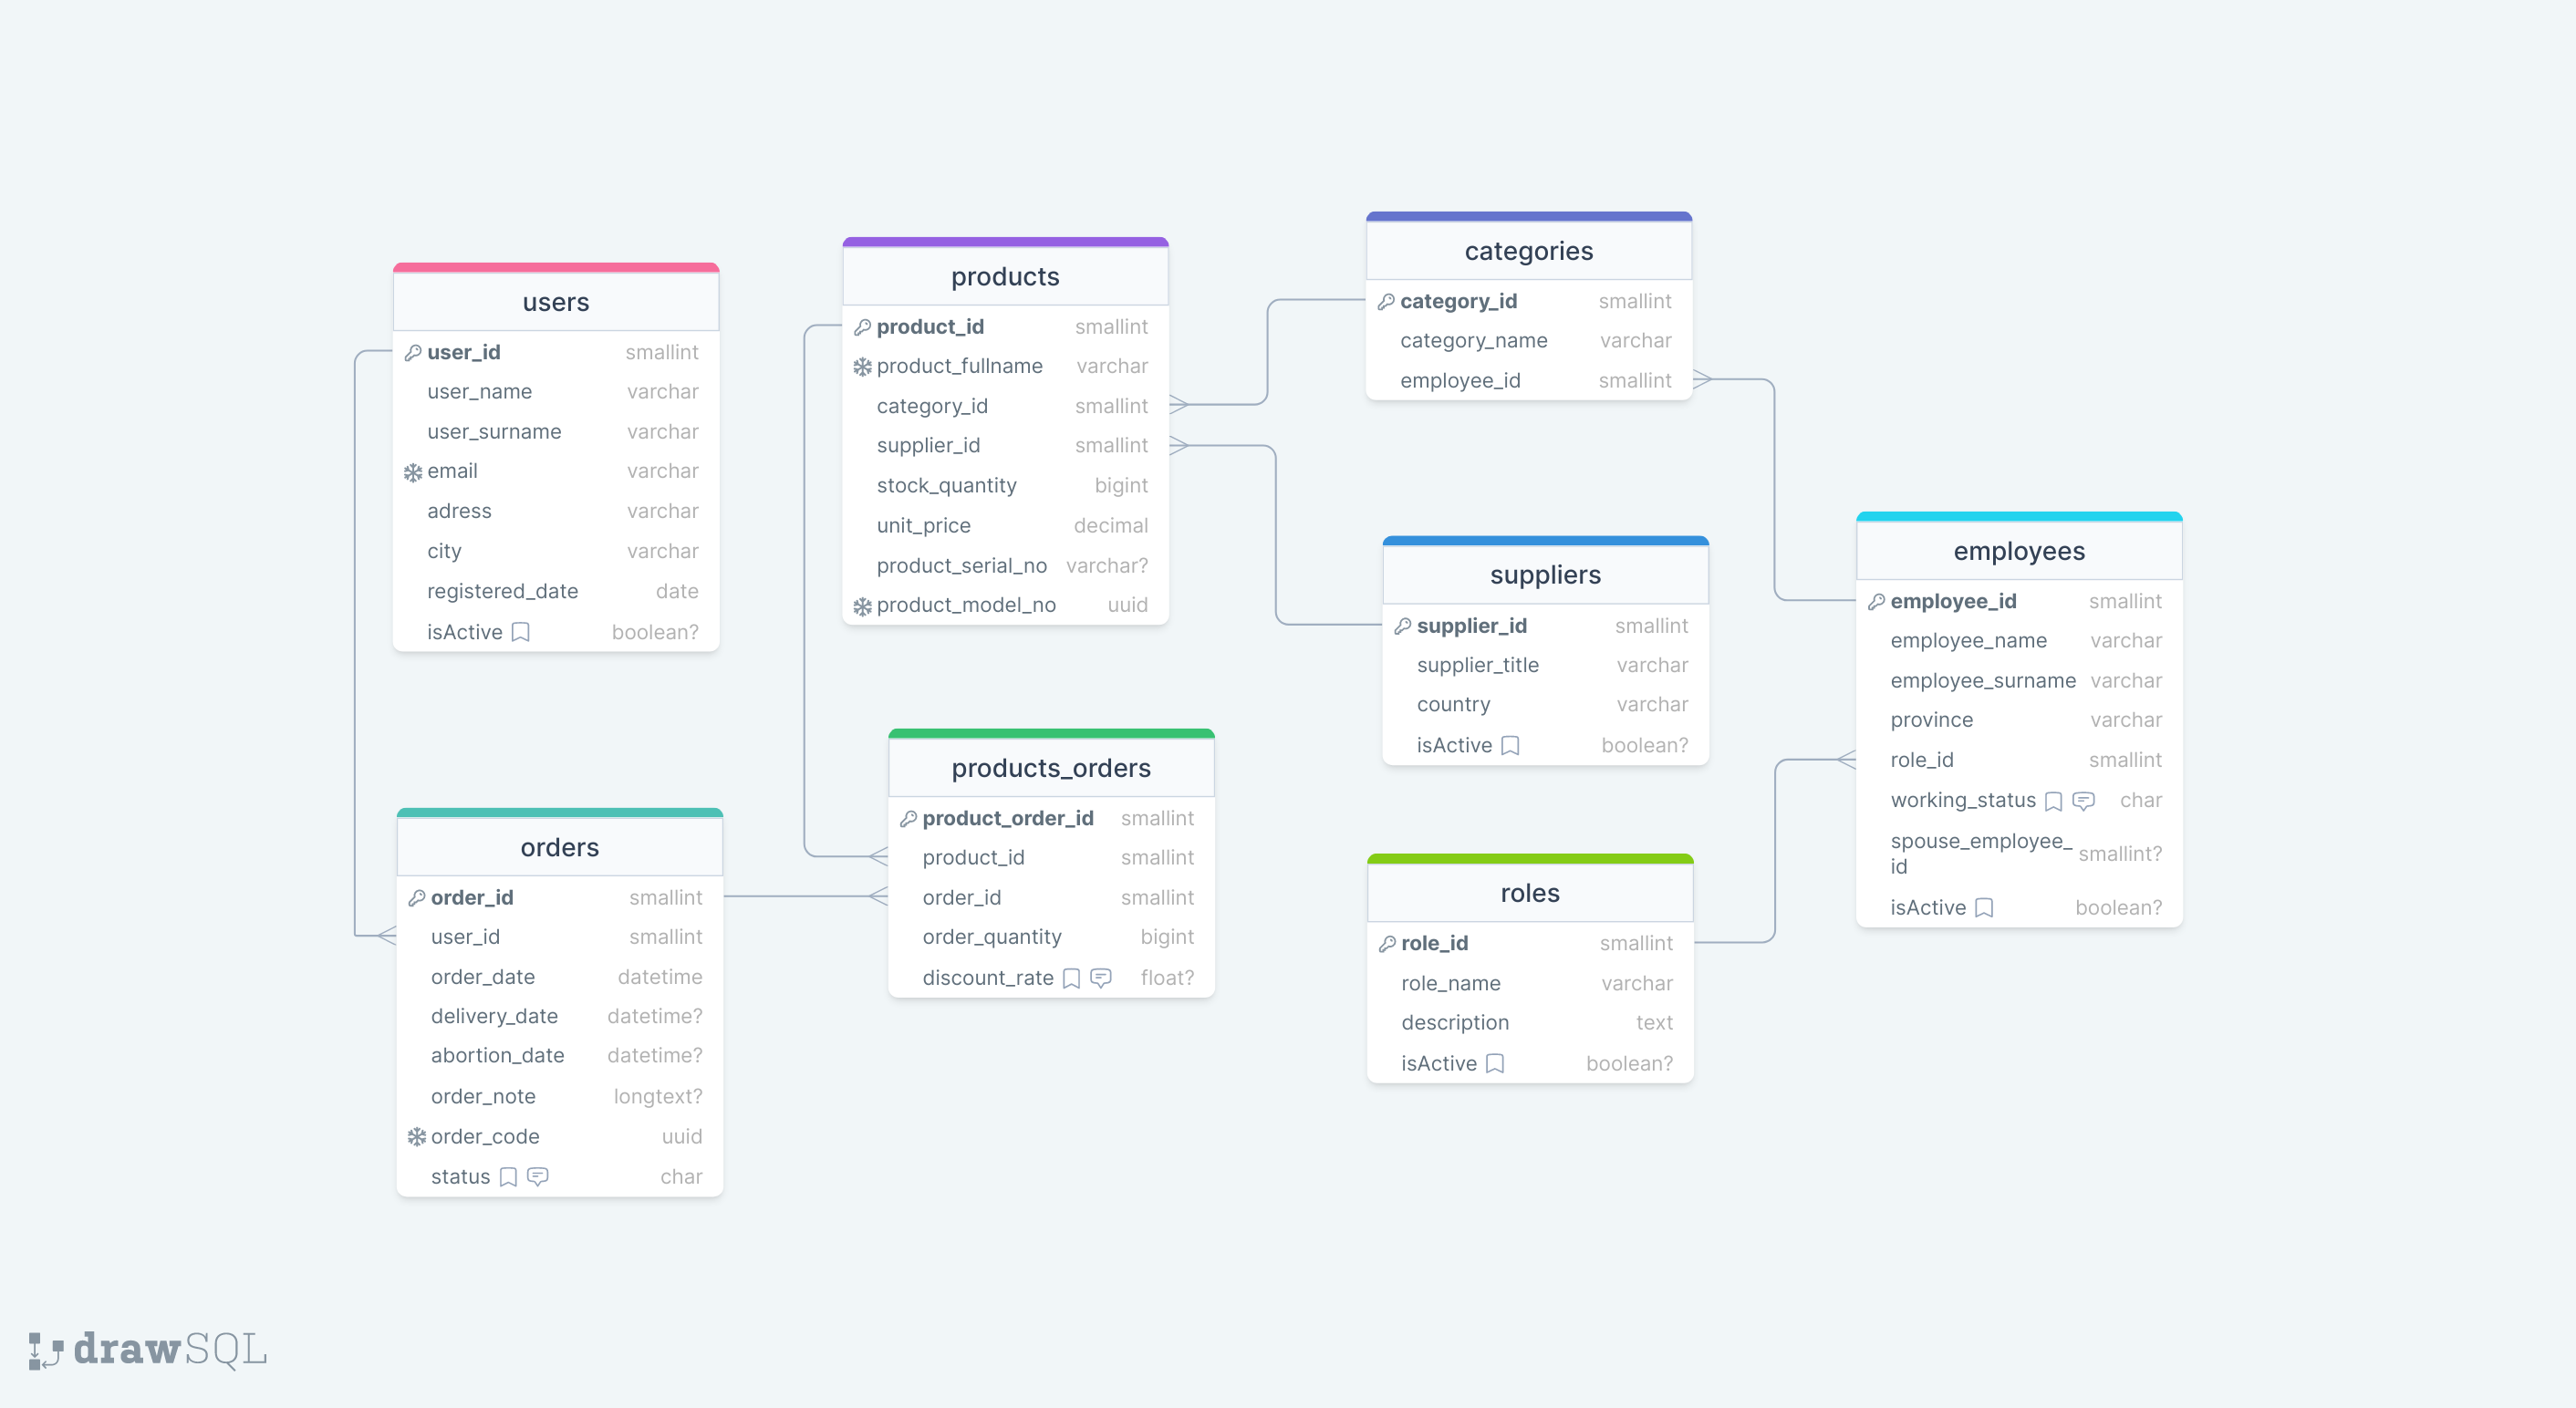 users
user_id smallint
user_name varchar
user_surname varchar
email varchar
adress varchar
city varchar
registered_date date
isActive boolean?
products
product_id smallint
product_fullname varchar
category_id smallint
supplier_id smallint
stock_quantity bigint
unit_price decimal
product_serial_no varchar?
product_model_no uuid
categories
category_id smallint
category_name varchar
employee_id smallint
suppliers
supplier_id smallint
supplier_title varchar
country varchar
isActive boolean?
employees
employee_id smallint
employee_name varchar
employee_surname varchar
province varchar
role_id smallint
working_status char
spouse_employee_
id smallint?
isActive boolean?
orders
order_id smallint
user_id smallint
order_date datetime
delivery_date datetime?
abortion_date datetime?
order_note longtext?
order_code uuid
status char
products_orders
product_order_id smallint
product_id smallint
order_id smallint
order_quantity bigint
discount_rate float?
roles
role_id smallint
role_name varchar
description text
isActive boolean?
drawSQL